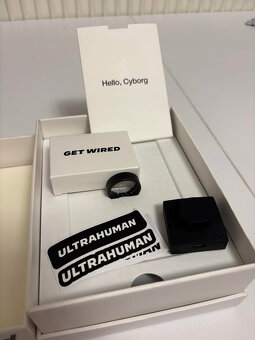 Hello, Cyborg
GET WIRED
ULTRAHUMAN
ULTRAHUMAN